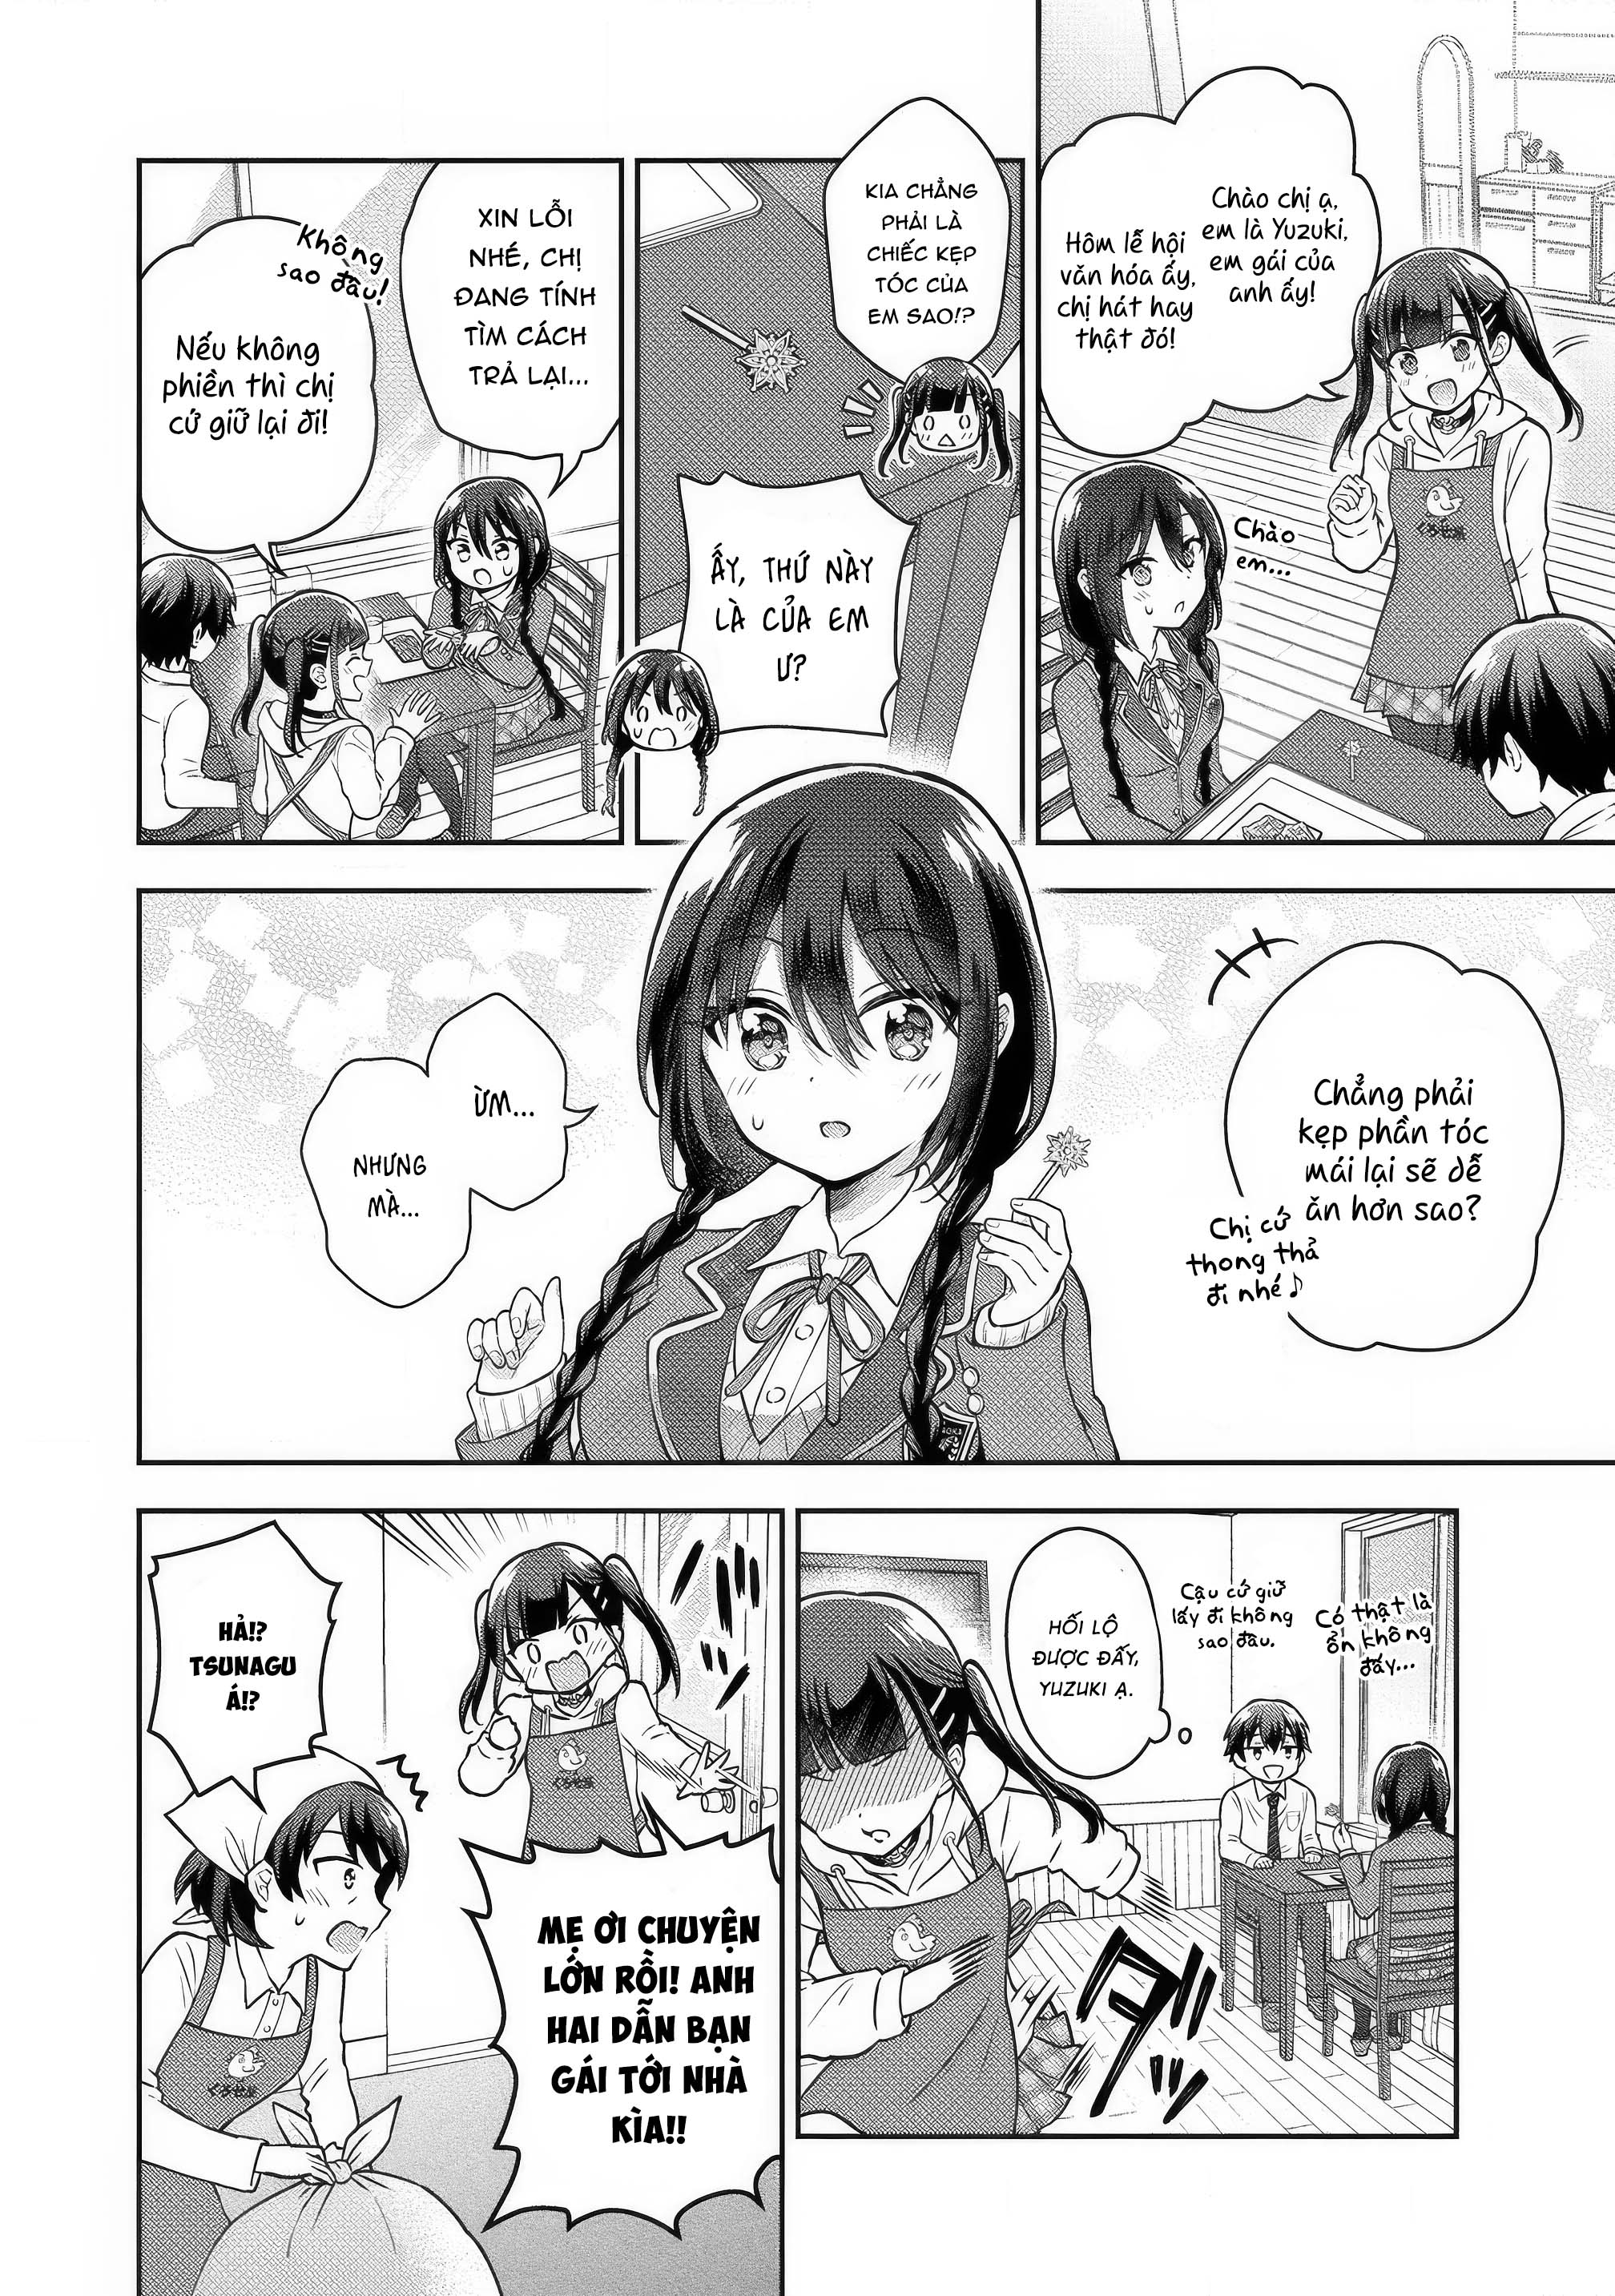 Chào chị ạ,
em là Yuzuki,
em gái của
anh ấy!
Hôm lễ hội
văn hóa ấy,
chị hát hay
thật đó!
Chào
em...
くろせ家
KIA CHẲNG
PHẢI LÀ
CHIẾC KẸP
TÓC CỦA
EM SAO!?
ẤY, THỨ NÀY
LÀ CỦA EM
Ư?
XIN LỖI
NHÉ, CHỊ
ĐANG TÍNH
TÌM CÁCH
TRẢ LẠI...
Không
sao đâu!
Nếu không
phiền thì chị
cứ giữ lại đi!
Chẳng phải
kẹp phần tóc
mái lại sẽ dễ
ăn hơn sao?
Chị cứ
thong thả
đi nhé♪
ỪM...
NHƯNG
MÀ...
Có thật là
ổn không
đấy...
Cậu cứ giữ
lấy đi không
sao đâu.
HỐI LỘ
ĐƯỢC ĐẤY,
YUZUKI Ạ.
ダッ
MẸ ƠI CHUYỆN
LỚN RỒI! ANH
HAI DẪN BẠN
GÁI TỚI NHÀ
KÌA!!
HẢ!?
TSUNAGU
Á!?